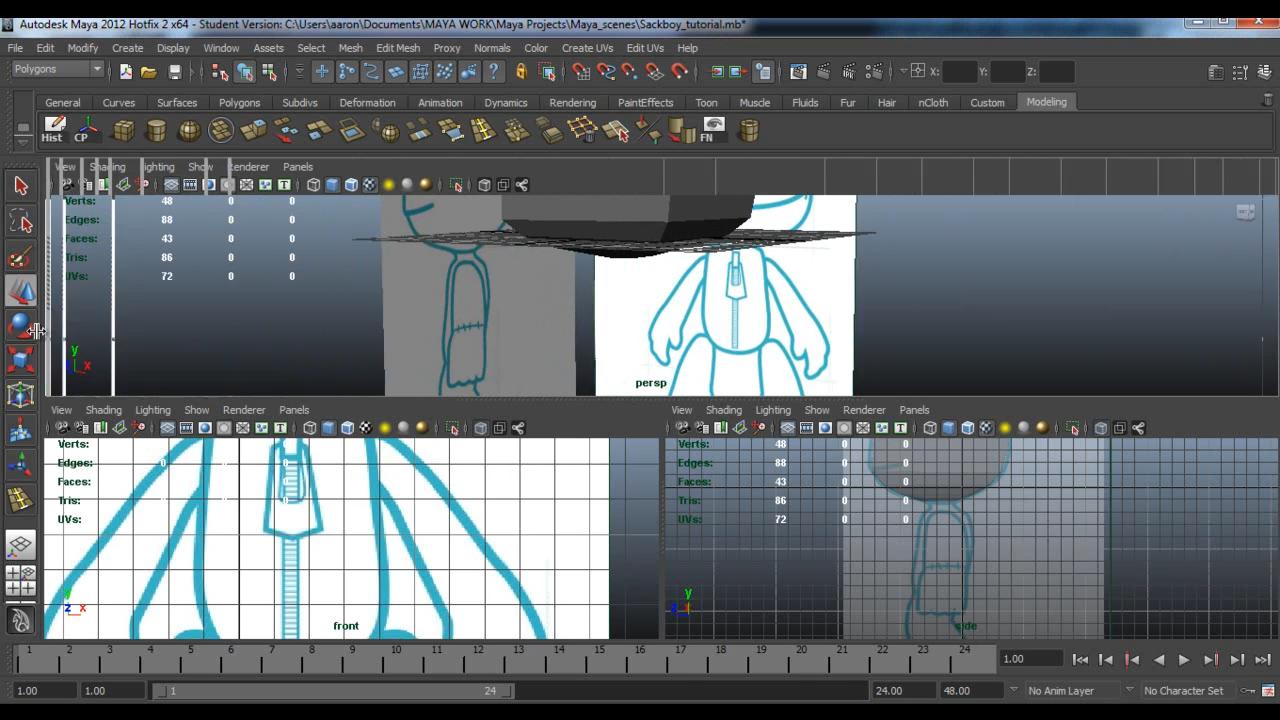 Autodesk Maya 2012 Hotfix 2 x64 - Student Version: C:\Users\aaron\Documents\MAYA WORK\Maya Projects\Maya_scenes\Sackboy_tutorial.mb*
File Edit Modify Create Display Window Assets Select Mesh Edit Mesh Proxy Normals Color Create UVs Edit UVs Help
Polygons X: Y: Z:
General Curves Surfaces Polygons Subdivs Deformation Animation Dynamics Rendering PaintEffects Toon Muscle Fluids Fur Hair nCloth Custom Modeling
Hist CP FN
View Shading Lighting Show Renderer Panels
Verts: 48 0 0
Edges: 88 0 0
Faces: 43 0 0
Tris: 86 0 0
UVs: 72 0 0
y
x
persp
View Shading Lighting Show Renderer Panels
Verts:
Edges: 0 0 0
Faces:
Tris:
UVs:
z x
front
View Shading Lighting Show Renderer Panels
Verts: 48 0 0
Edges: 88 0 0
Faces: 43 0 0
Tris: 86 0 0
UVs: 72 0 0
y
side
1 2 3 4 5 6 7 8 9 10 11 12 13 14 15 16 17 18 19 20 21 22 23 24 1.00
1.00 1.00 1 24 24.00 48.00 No Anim Layer No Character Set